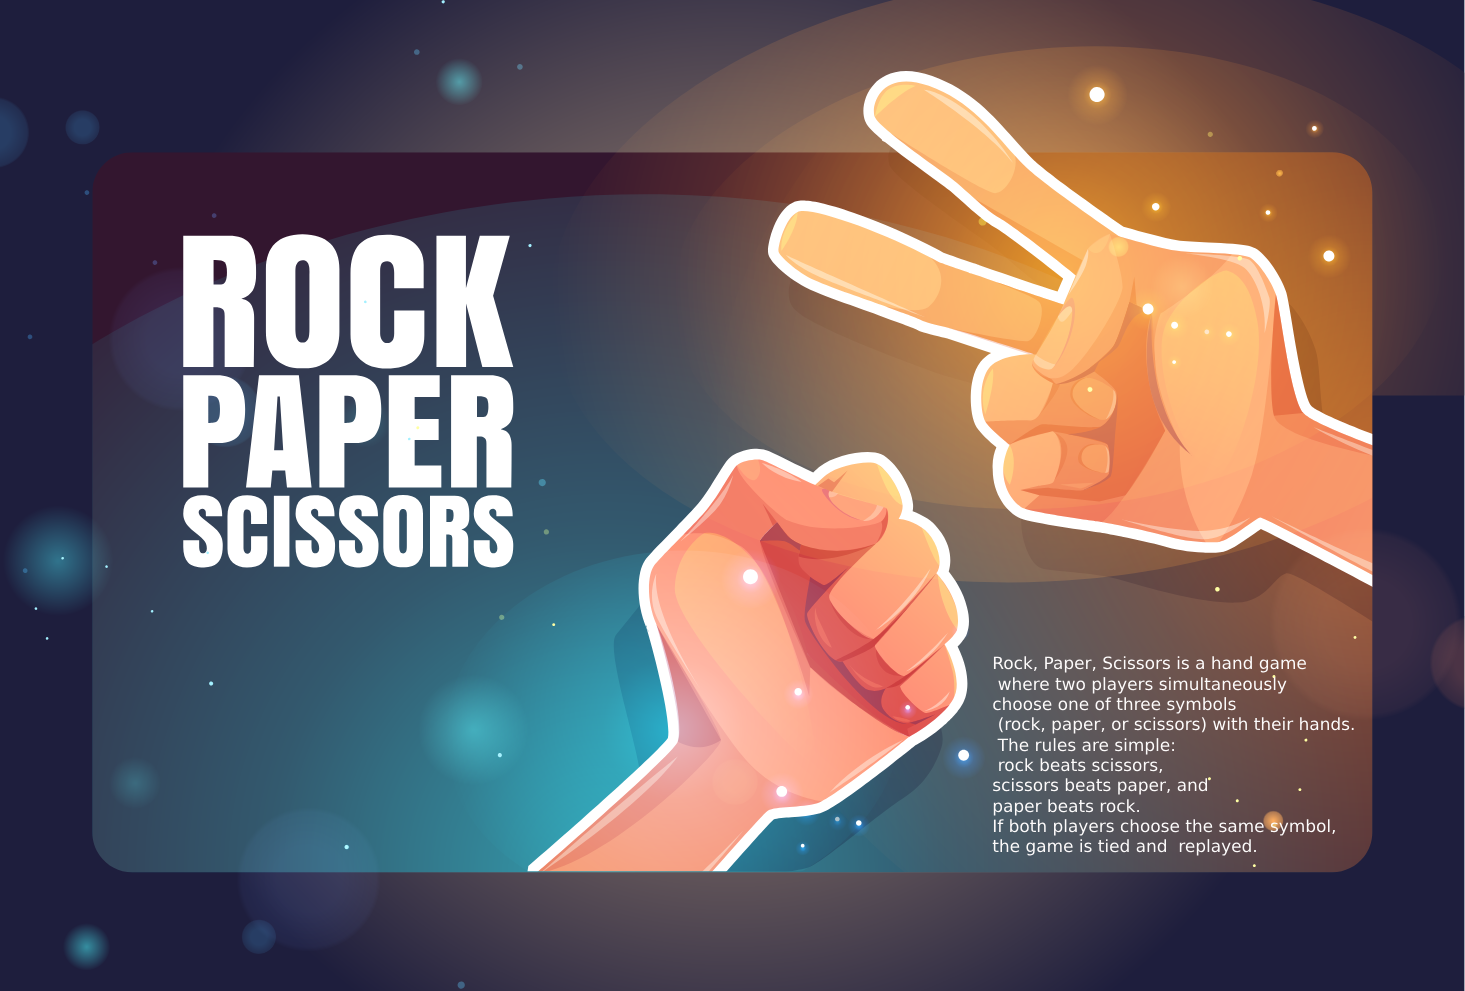 ROCK
PAPER
SCISSORS
Rock, Paper, Scissors is a hand game
where two players simultaneously
choose one of three symbols
(rock, paper, or scissors) with their hands.
The rules are simple:
rock beats scissors,
scissors beats paper, and
paper beats rock.
If both players choose the same symbol,
the game is tied and  replayed.